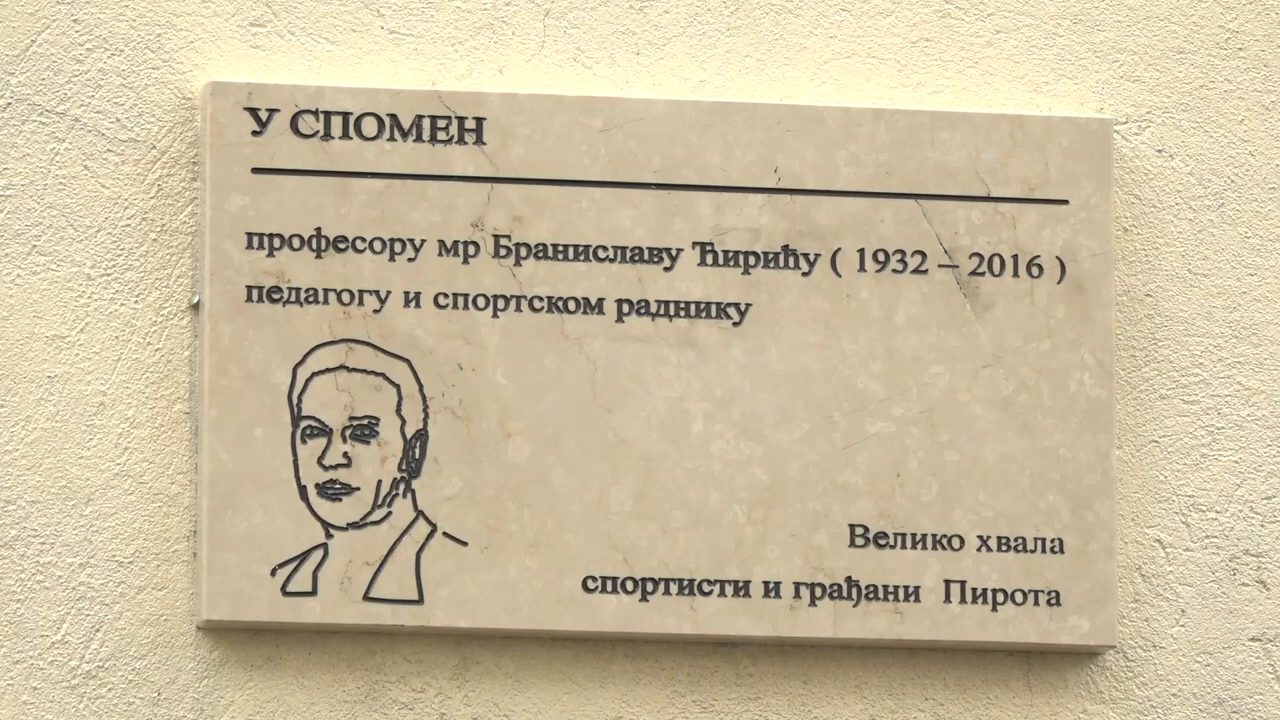 У СПОМЕН
професору мр Браниславу Ћирићу ( 1932 – 2016 )
педагогу и спортском раднику
Велико хвала
спортисти и грађани Пирота